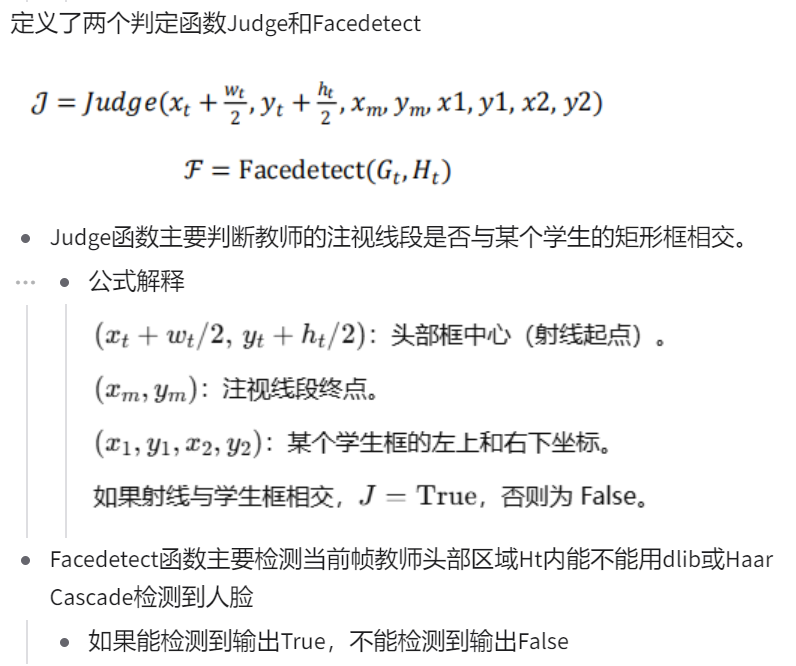 定义了两个判定函数Judge和Facedetect
𝒥 = Judge(x_t + w_t/2, y_t + h_t/2, x_m, y_m, x1, y1, x2, y2)
ℱ = Facedetect(G_t, H_t)
• Judge函数主要判断教师的注视线段是否与某个学生的矩形框相交。
• 公式解释
(x_t + w_t/2, y_t + h_t/2)：头部框中心（射线起点）。
(x_m, y_m)：注视线段终点。
(x_1, y_1, x_2, y_2)：某个学生框的左上和右下坐标。
如果射线与学生框相交，J = True，否则为 False。
• Facedetect函数主要检测当前帧教师头部区域Ht内能不能用dlib或Haar
Cascade检测到人脸
• 如果能检测到输出True，不能检测到输出False